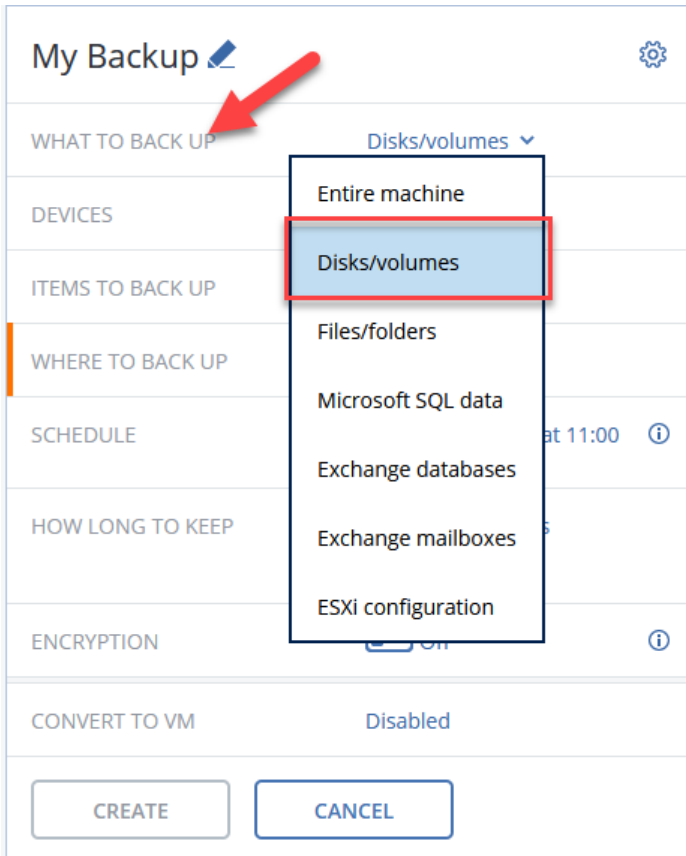 My Backup
WHAT TO BACK UP Disks/volumes
Entire machine
DEVICES
Disks/volumes
ITEMS TO BACK UP
Files/folders
WHERE TO BACK UP
Microsoft SQL data
SCHEDULE at 11:00
Exchange databases
HOW LONG TO KEEP
Exchange mailboxes
ESXi configuration
ENCRYPTION Off
CONVERT TO VM Disabled
CREATE CANCEL